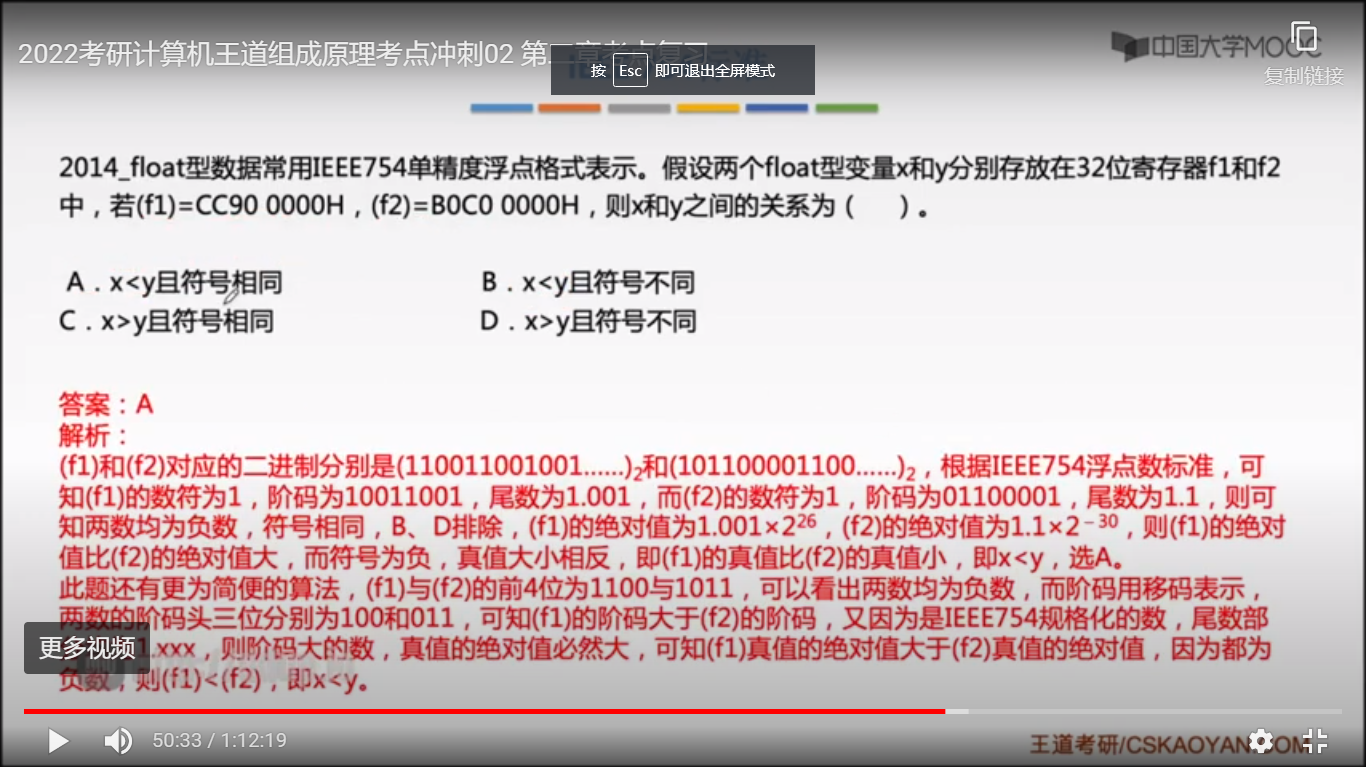 2022考研计算机王道组成原理考点冲刺02 第二章考点复习
中国大学MOOC
按 Esc 即可退出全屏模式
复制链接
2014_float型数据常用IEEE754单精度浮点格式表示。假设两个float型变量x和y分别存放在32位寄存器f1和f2
中，若(f1)=CC90 0000H，(f2)=B0C0 0000H，则x和y之间的关系为（ ）。
A．x<y且符号相同 B．x<y且符号不同
C．x>y且符号相同 D．x>y且符号不同
答案：A
解析：
(f1)和(f2)对应的二进制分别是(110011001001……)₂和(101100001100……)₂，根据IEEE754浮点数标准，可
知(f1)的数符为1，阶码为10011001，尾数为1.001，而(f2)的数符为1，阶码为01100001，尾数为1.1，则可
知两数均为负数，符号相同，B、D排除，(f1)的绝对值为1.001×2²⁶，(f2)的绝对值为1.1×2⁻³⁰，则(f1)的绝对
值比(f2)的绝对值大，而符号为负，真值大小相反，即(f1)的真值比(f2)的真值小，即x<y，选A。
此题还有更为简便的算法，(f1)与(f2)的前4位为1100与1011，可以看出两数均为负数，而阶码用移码表示，
两数的阶码头三位分别为100和011，可知(f1)的阶码大于(f2)的阶码，又因为是IEEE754规格化的数，尾数部
更多视频
1.xxx，则阶码大的数，真值的绝对值必然大，可知(f1)真值的绝对值大于(f2)真值的绝对值，因为都为
负数，则(f1)<(f2)，即x<y。
50:33 / 1:12:19
王道考研/CSKAOYAN.COM